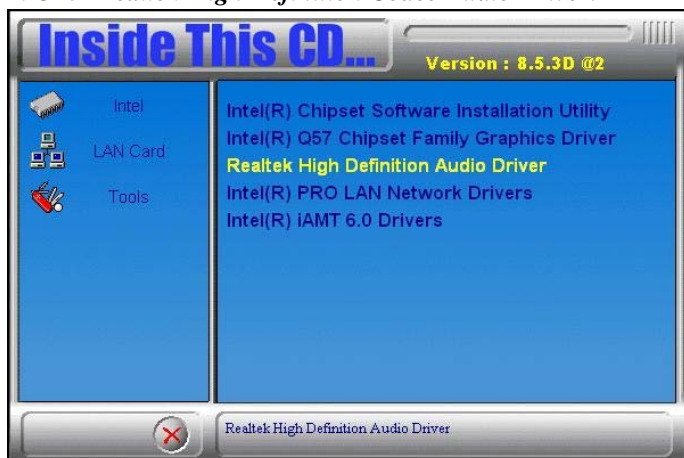 Inside This CD...
Version : 8.5.3D @2
Intel
LAN Card
Tools
Intel(R) Chipset Software Installation Utility
Intel(R) Q57 Chipset Family Graphics Driver
Realtek High Definition Audio Driver
Intel(R) PRO LAN Network Drivers
Intel(R) iAMT 6.0 Drivers
Realtek High Definition Audio Driver